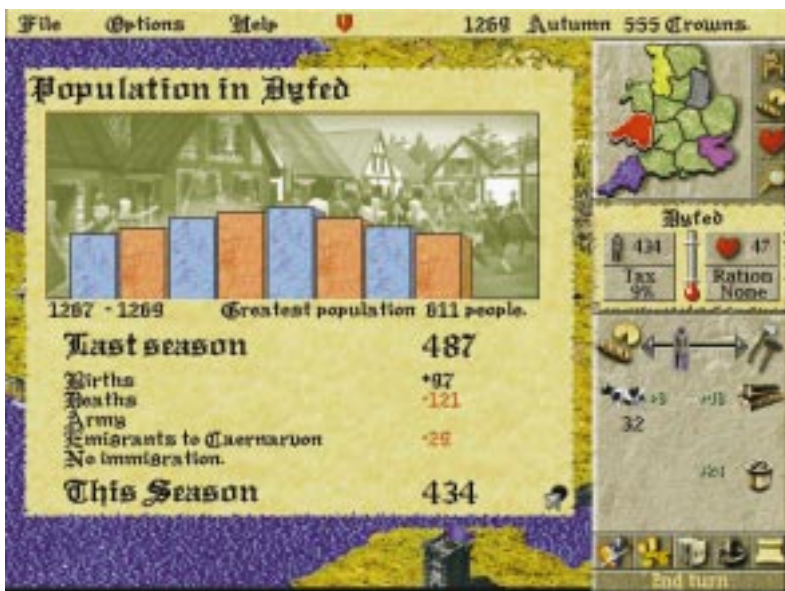 File Options Help 1269 Autumn 555 Crowns.
Population in Dyfed
1267 - 1269 Greatest population 611 people.
Last season 487
Births +97
Deaths -121
Army
Emigrants to Caernarvon -29
No immigration.
This Season 434
Dyfed
434 47
Tax Ration
9% None
32
End turn